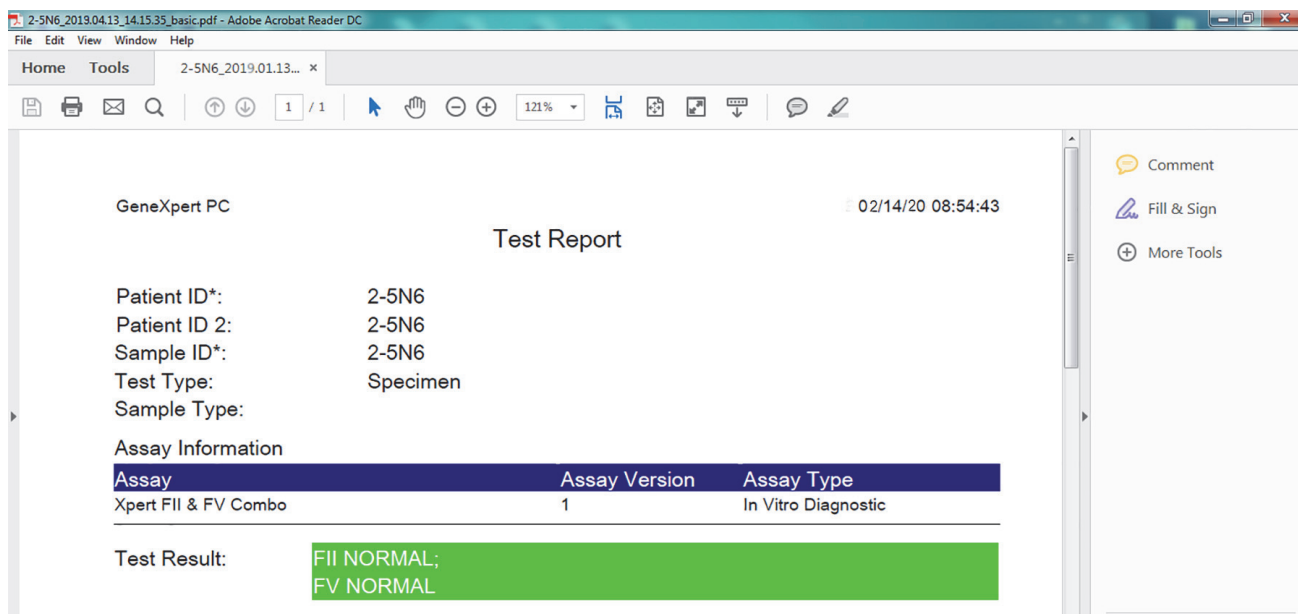 2-5N6_2019.04.13_14.15.35_basic.pdf - Adobe Acrobat Reader DC
File Edit View Window Help
Home Tools 2-5N6_2019.01.13... ×
1 / 1 121%
Comment
Fill & Sign
More Tools
GeneXpert PC 02/14/20 08:54:43
Test Report
Patient ID*: 2-5N6
Patient ID 2: 2-5N6
Sample ID*: 2-5N6
Test Type: Specimen
Sample Type:
Assay Information
Assay Assay Version Assay Type
Xpert FII & FV Combo 1 In Vitro Diagnostic
Test Result: FII NORMAL;
FV NORMAL